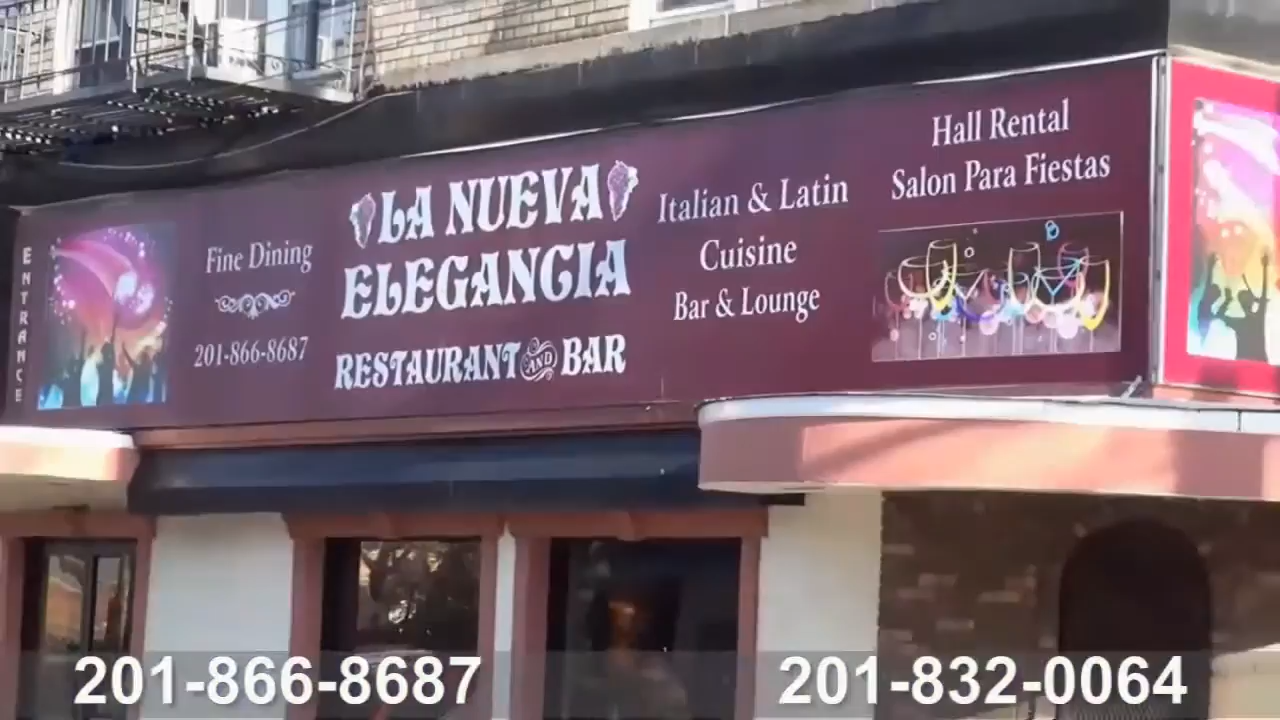 ENTRANCE
Fine Dining
201-866-8687
LA NUEVA
ELEGANCIA
RESTAURANT AND BAR
Italian & Latin
Cuisine
Bar & Lounge
Hall Rental
Salon Para Fiestas
201-866-8687
201-832-0064